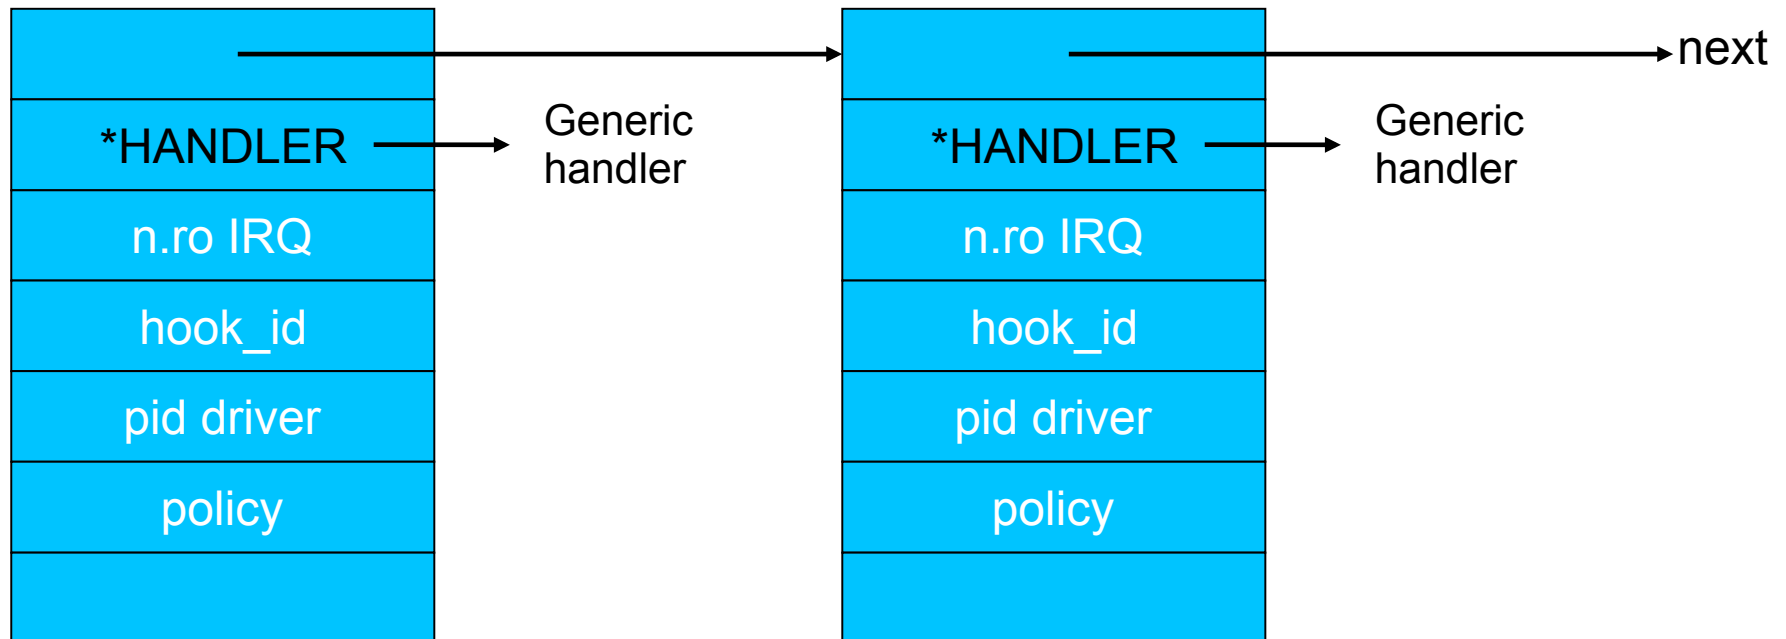 next
*HANDLER
Generic
handler
*HANDLER
Generic
handler
n.ro IRQ
n.ro IRQ
hook_id
hook_id
pid driver
pid driver
policy
policy